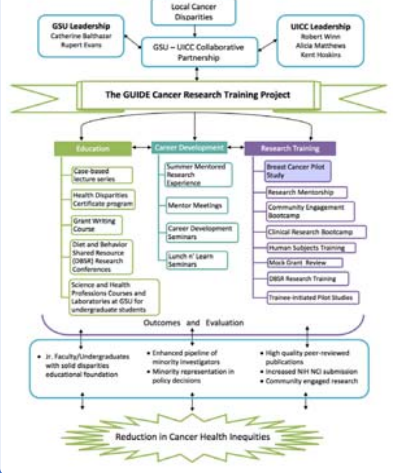 Local Cancer
Disparities
GSU Leadership
Catherine Balthazar
Rupert Evans
GSU – UICC Collaborative
Partnership
UICC Leadership
Robert Winn
Alicia Matthews
Kent Hoskins
The GUIDE Cancer Research Training Project
Education
Case-based
lecture series
Health Disparities
Certificate program
Grant Writing
Course
Diet and Behavior
Shared Resource
(DBSR) Research
Conferences
Science and Health
Professions Courses and
Laboratories at GSU for
undergraduate students
Career Development
Summer Mentored
Research
Experience
Mentor Meetings
Career Development
Seminars
Lunch n' Learn
Seminars
Research Training
Breast Cancer Pilot
Study
Research Mentorship
Community Engagement
Bootcamp
Clinical Research Bootcamp
Human Subjects Training
Mock Grant Review
DBSR Research Training
Trainee-Initiated Pilot Studies
Outcomes and Evaluation
• Jr. Faculty/Undergraduates
with solid disparities
educational foundation
• Enhanced pipeline of
minority investigators
• Minority representation in
policy decisions
• High quality peer-reviewed
publications
• Increased NIH NCI submission
• Community engaged research
Reduction in Cancer Health Inequities